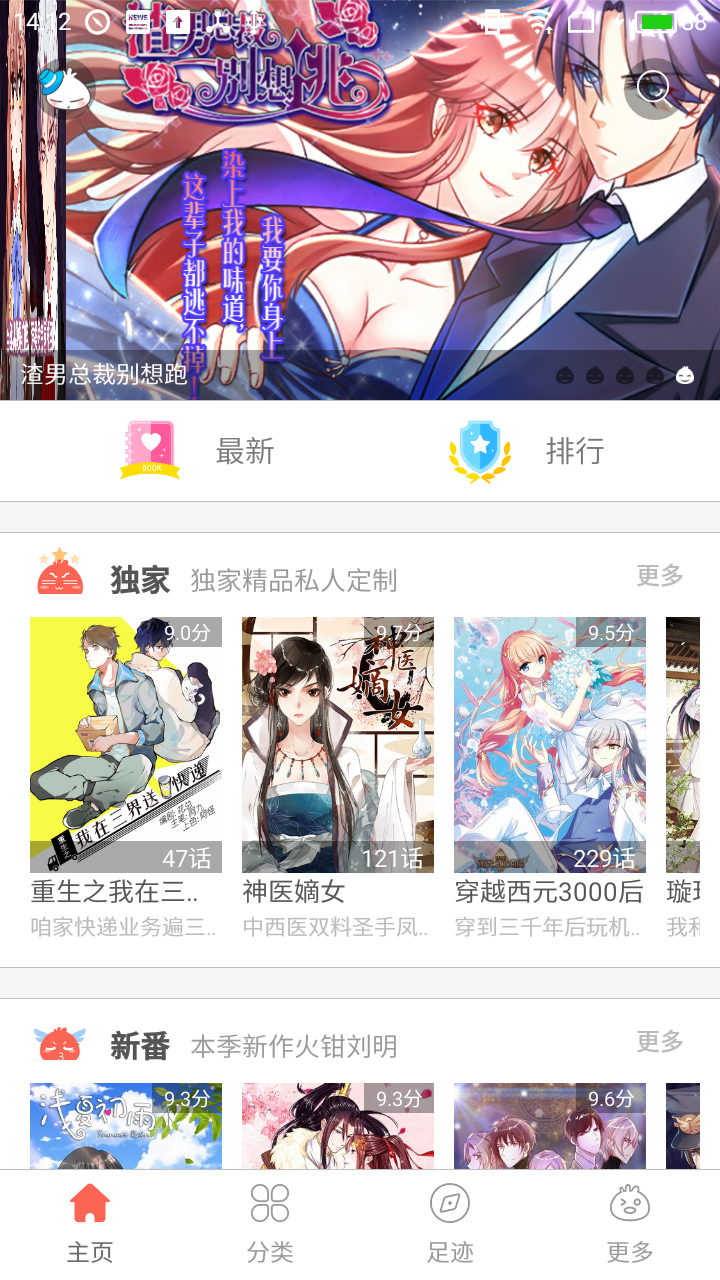 14:12
NEWS
88
渣男总裁
别想逃
我要你身上
染上我的味道,
这辈子都逃不掉!
渣男总裁别想跑
BOOK
最新
排行
独家 独家精品私人定制 更多
9.0分
9.7分
9.5分
神医嫡女
重生之
我在三界送快递
47话
121话
229话
重生之我在三..
神医嫡女
穿越西元3000后
咱家快递业务遍三..
中西医双料圣手凤..
穿到三千年后玩机..
我和
新番 本季新作火钳刘明 更多
9.3分
9.3分
9.6分
浅夏初雨
主页
分类
足迹
更多